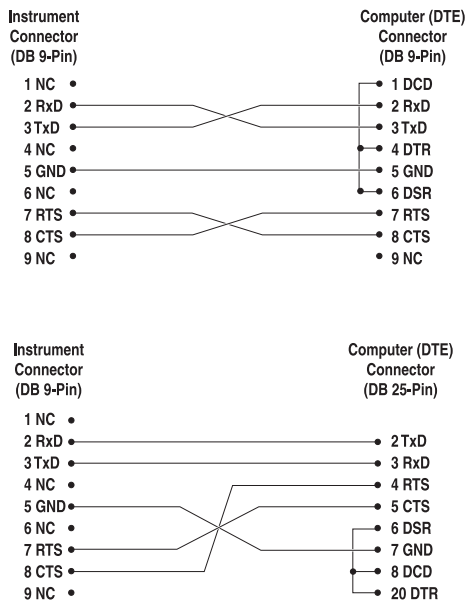 Instrument
Connector
(DB 9-Pin)
Computer (DTE)
Connector
(DB 9-Pin)
1 NC
2 RxD
3 TxD
4 NC
5 GND
6 NC
7 RTS
8 CTS
9 NC
1 DCD
2 RxD
3 TxD
4 DTR
5 GND
6 DSR
7 RTS
8 CTS
9 NC
Instrument
Connector
(DB 9-Pin)
Computer (DTE)
Connector
(DB 25-Pin)
1 NC
2 RxD
3 TxD
4 NC
5 GND
6 NC
7 RTS
8 CTS
9 NC
2 TxD
3 RxD
4 RTS
5 CTS
6 DSR
7 GND
8 DCD
20 DTR